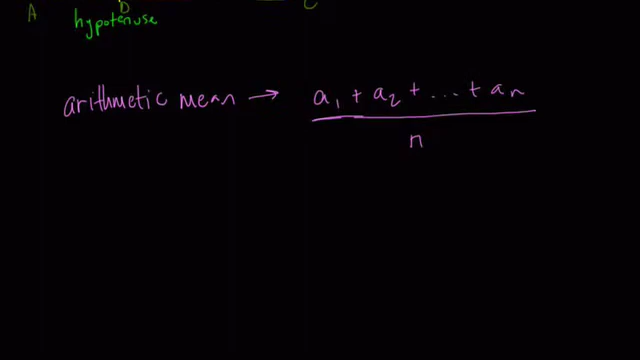 A D C
hypotenuse
arithmetic mean → a₁ + a₂ + ... + aₙ
n